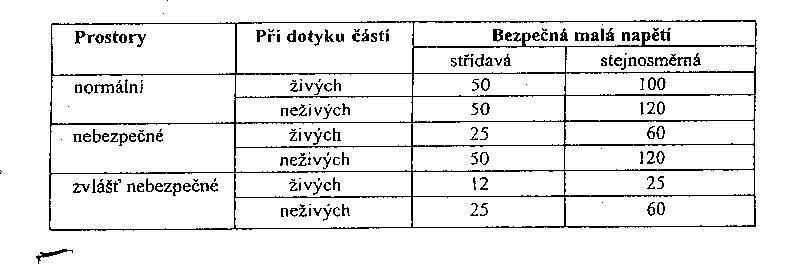 Prostory Při dotyku částí Bezpečná malá napětí
střídavá stejnosměrná
normální živých 50 100
neživých 50 120
nebezpečné živých 25 60
neživých 50 120
zvlášť nebezpečné živých 12 25
neživých 25 60